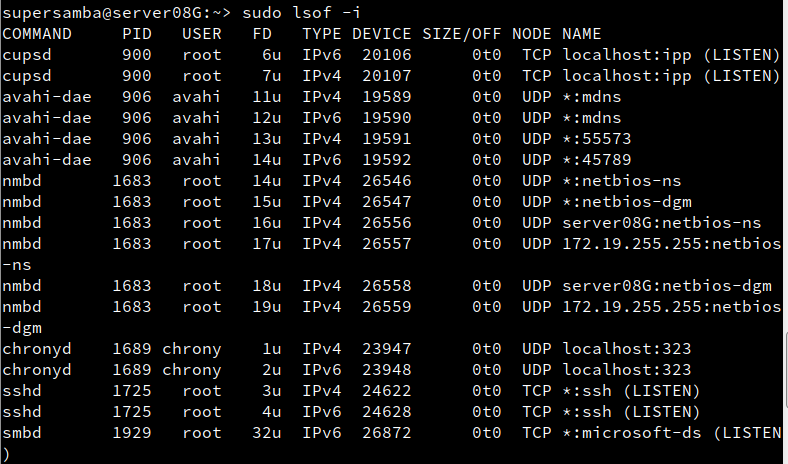 supersamba@server08G:~> sudo lsof -i
COMMAND     PID   USER   FD   TYPE DEVICE SIZE/OFF NODE NAME
cupsd       900   root    6u  IPv6  20106      0t0  TCP localhost:ipp (LISTEN)
cupsd       900   root    7u  IPv4  20107      0t0  TCP localhost:ipp (LISTEN)
avahi-dae   906  avahi   11u  IPv4  19589      0t0  UDP *:mdns
avahi-dae   906  avahi   12u  IPv6  19590      0t0  UDP *:mdns
avahi-dae   906  avahi   13u  IPv4  19591      0t0  UDP *:55573
avahi-dae   906  avahi   14u  IPv6  19592      0t0  UDP *:45789
nmbd       1683   root   14u  IPv4  26546      0t0  UDP *:netbios-ns
nmbd       1683   root   15u  IPv4  26547      0t0  UDP *:netbios-dgm
nmbd       1683   root   16u  IPv4  26556      0t0  UDP server08G:netbios-ns
nmbd       1683   root   17u  IPv4  26557      0t0  UDP 172.19.255.255:netbios
-ns
nmbd       1683   root   18u  IPv4  26558      0t0  UDP server08G:netbios-dgm
nmbd       1683   root   19u  IPv4  26559      0t0  UDP 172.19.255.255:netbios
-dgm
chronyd    1689 chrony    1u  IPv4  23947      0t0  UDP localhost:323
chronyd    1689 chrony    2u  IPv6  23948      0t0  UDP localhost:323
sshd       1725   root    3u  IPv4  24622      0t0  TCP *:ssh (LISTEN)
sshd       1725   root    4u  IPv6  24628      0t0  TCP *:ssh (LISTEN)
smbd       1929   root   32u  IPv6  26872      0t0  TCP *:microsoft-ds (LISTEN
)